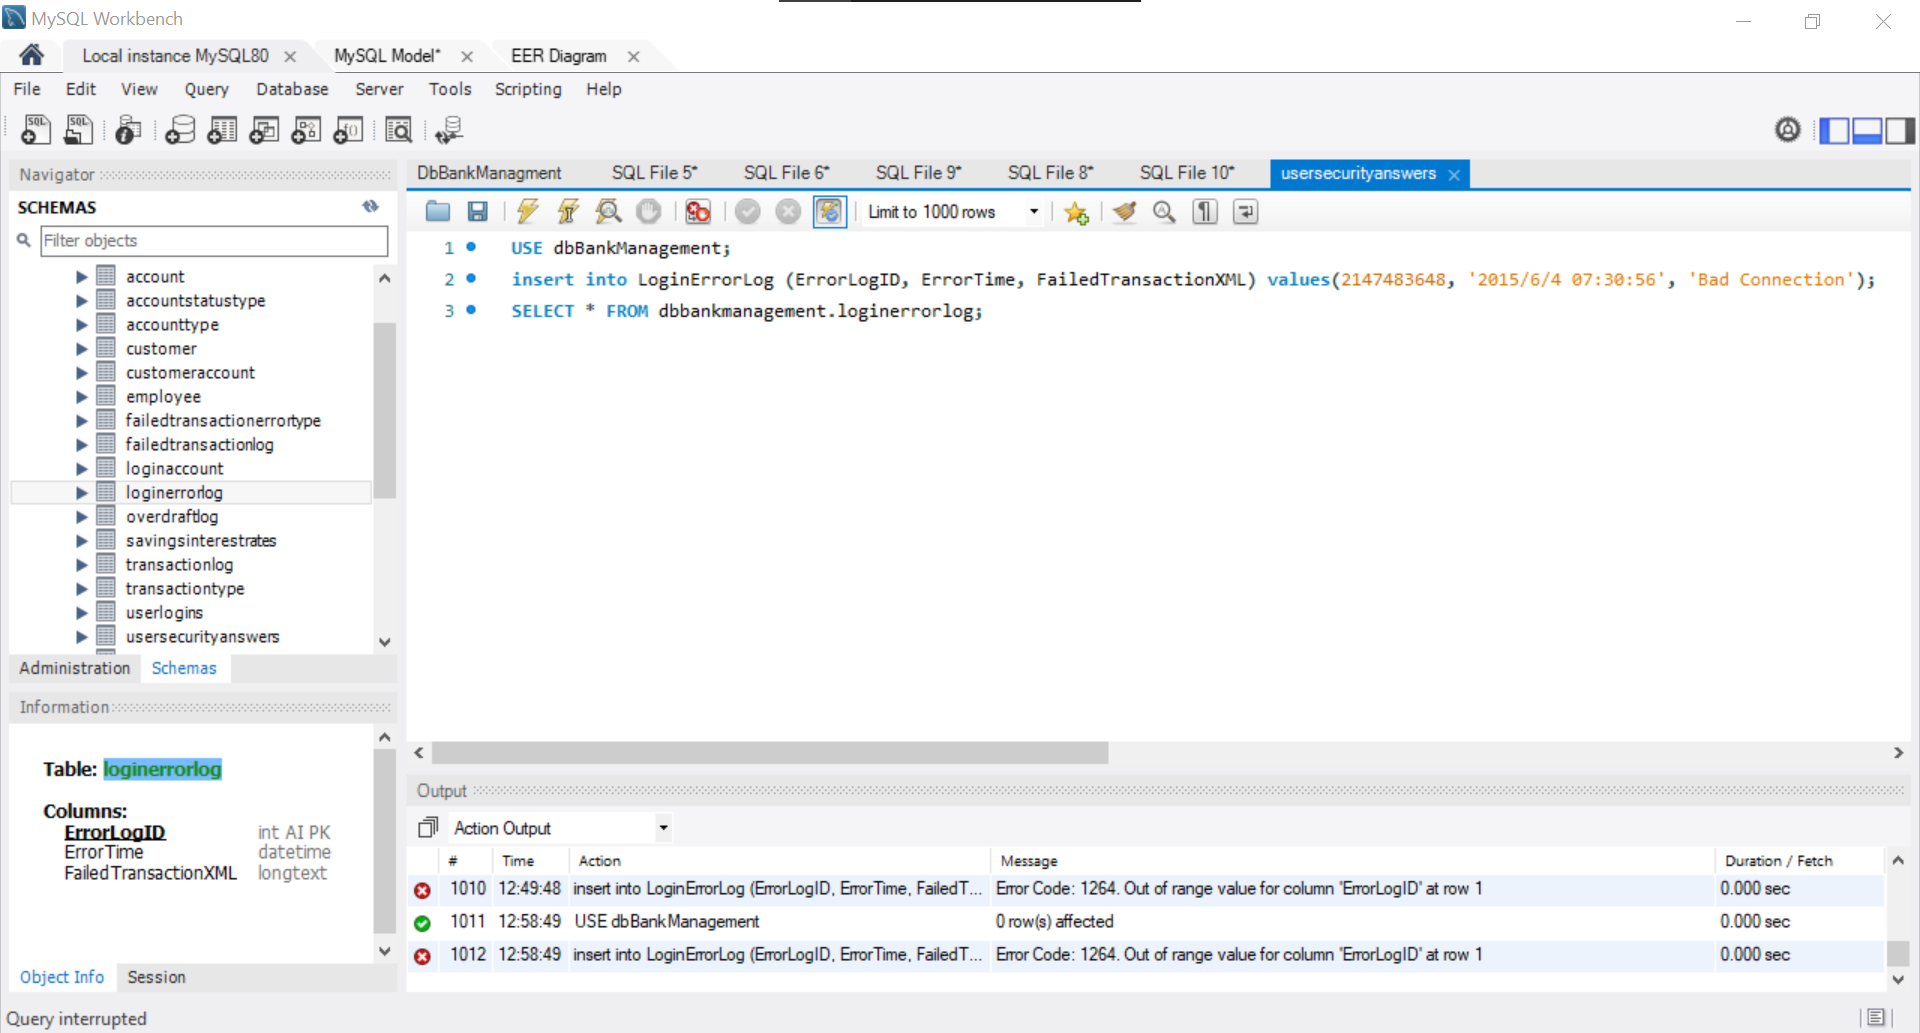 MySQL Workbench
Local instance MySQL80
MySQL Model*
EER Diagram
File Edit View Query Database Server Tools Scripting Help
Navigator
SCHEMAS
Filter objects
account
accountstatustype
accounttype
customer
customeraccount
employee
failedtransactionerrortype
failedtransactionlog
loginaccount
loginerrorlog
overdraftlog
savingsinterestrates
transactionlog
transactiontype
userlogins
usersecurityanswers
Administration Schemas
Information
Table: loginerrorlog
Columns:
ErrorLogID int AI PK
ErrorTime datetime
FailedTransactionXML longtext
Object Info Session
Query interrupted
DbBankManagment SQL File 5* SQL File 6* SQL File 9* SQL File 8* SQL File 10* usersecurityanswers
Limit to 1000 rows
1 USE dbBankManagement;
2 insert into LoginErrorLog (ErrorLogID, ErrorTime, FailedTransactionXML) values(2147483648, '2015/6/4 07:30:56', 'Bad Connection');
3 SELECT * FROM dbbankmanagement.loginerrorlog;
Output
Action Output
# Time Action Message Duration / Fetch
1010 12:49:48 insert into LoginErrorLog (ErrorLogID, ErrorTime, FailedT... Error Code: 1264. Out of range value for column 'ErrorLogID' at row 1 0.000 sec
1011 12:58:49 USE dbBankManagement 0 row(s) affected 0.000 sec
1012 12:58:49 insert into LoginErrorLog (ErrorLogID, ErrorTime, FailedT... Error Code: 1264. Out of range value for column 'ErrorLogID' at row 1 0.000 sec